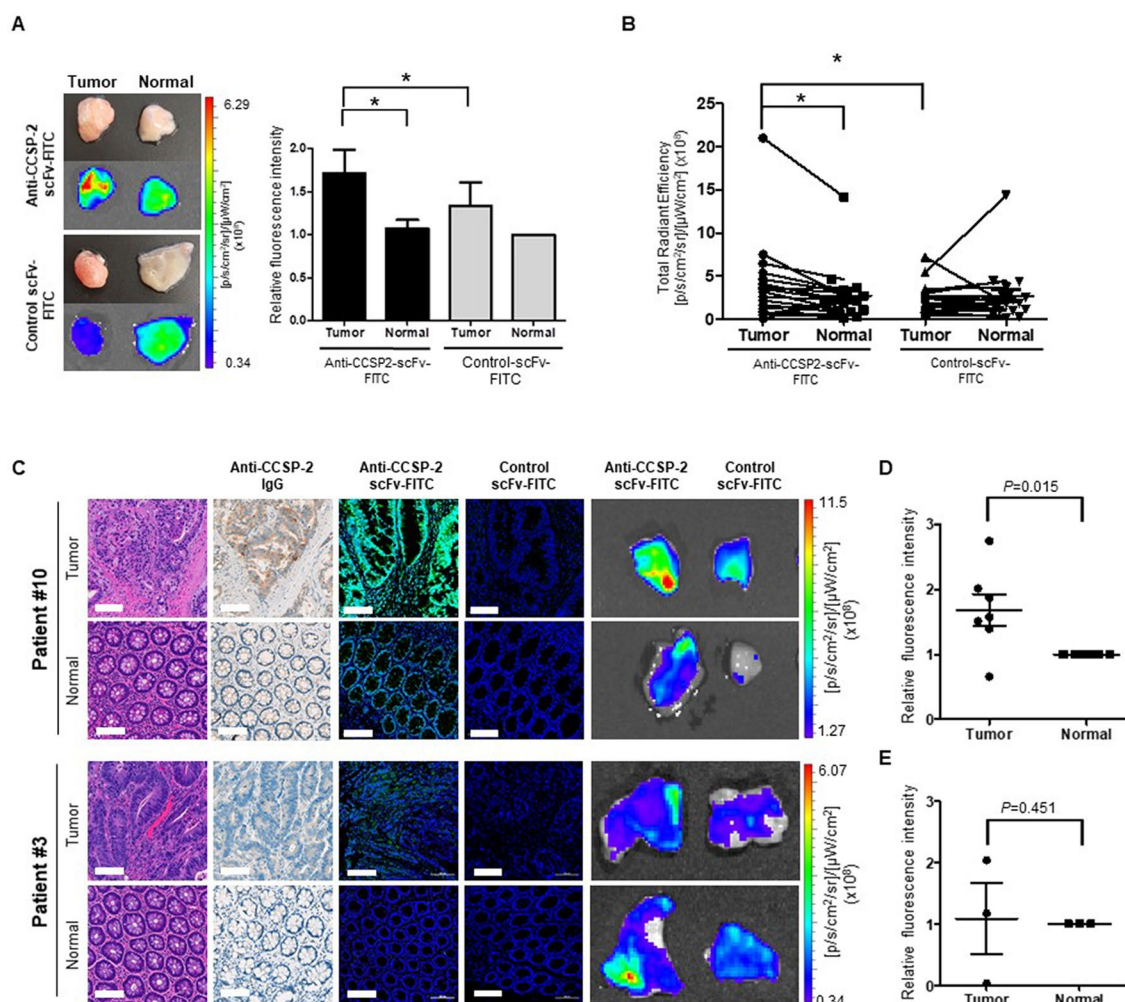 A
Tumor Normal
Anti-CCSP-2
scFv-FITC
Control scFv-
FITC
6.29
[p/s/cm²/sr]/[µW/cm²]
(x10⁹)
0.34
Relative fluorescence intensity
2.0
1.5
1.0
0.5
0.0
*
*
Tumor Normal Tumor Normal
Anti-CCSP2-scFv-
FITC
Control-scFv-
FITC
B
Total Radiant Efficiency
[p/s/cm²/sr]/[µW/cm²] (x10⁹)
25
20
15
10
5
0
*
*
Tumor Normal Tumor Normal
Anti-CCSP2-scFv-
FITC
Control-scFv-
FITC
C
Anti-CCSP-2
IgG
Anti-CCSP-2
scFv-FITC
Control
scFv-FITC
Anti-CCSP-2
scFv-FITC
Control
scFv-FITC
Patient #10
Tumor
Normal
11.5
[p/s/cm²/sr]/[µW/cm²]
(x10⁸)
1.27
Patient #3
Tumor
Normal
6.07
[p/s/cm²/sr]/[µW/cm²]
(x10⁸)
0.34
D
P=0.015
Relative fluorescence intensity
3
2
1
0
Tumor Normal
E
P=0.451
Relative fluorescence intensity
3
2
1
0
Tumor Normal